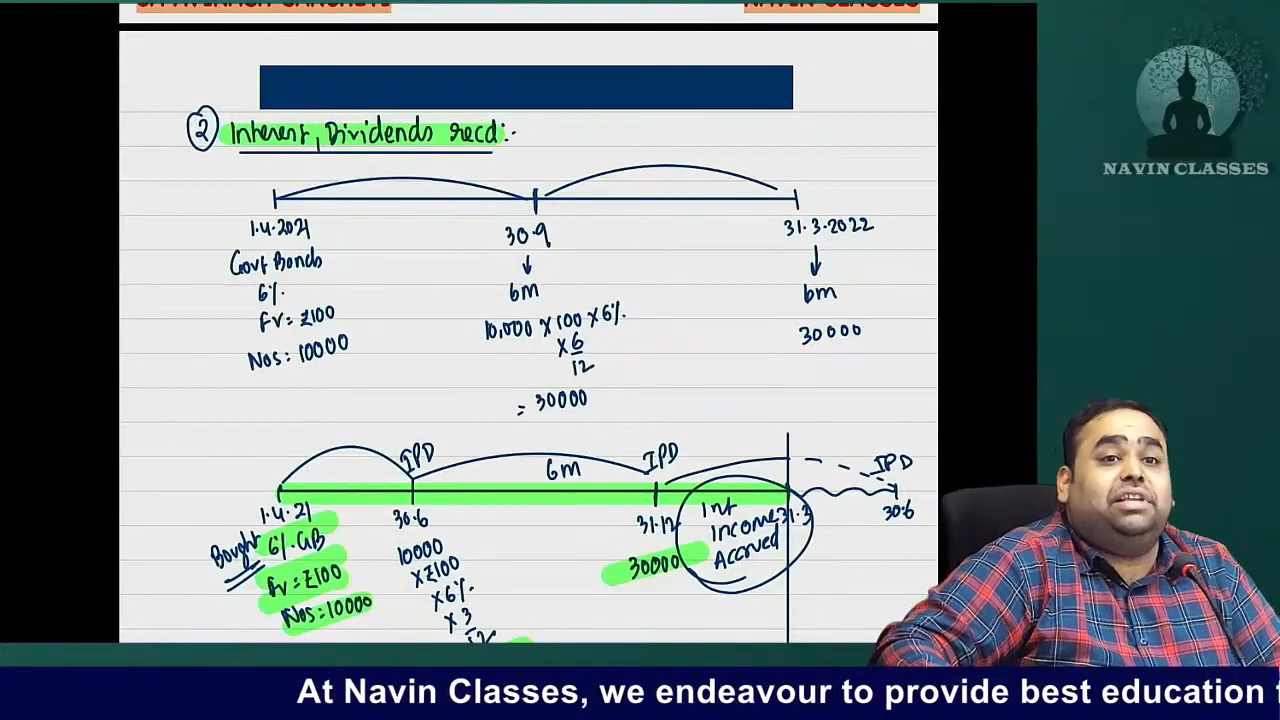 NAVIN CLASSES
② Interest, Dividends recd:-
1.4.2021
30.9
31.3.2022
Govt Bonds
6%.
FV = ₹100
Nos: 10000
6m
10,000 x 100 x 6%.
x 6
12
= 30000
6m
30000
IPD
6m
IPD
IPD
1.4.21
30.6
31.12
31.3
30.6
Bought
6%. GB
FV = ₹100
Nos: 10000
10000
x ₹100
x 6%.
x 3
12
30000
Int
Income
Accrued
NAVIN CLASSES
At Navin Classes, we endeavour to provide best education